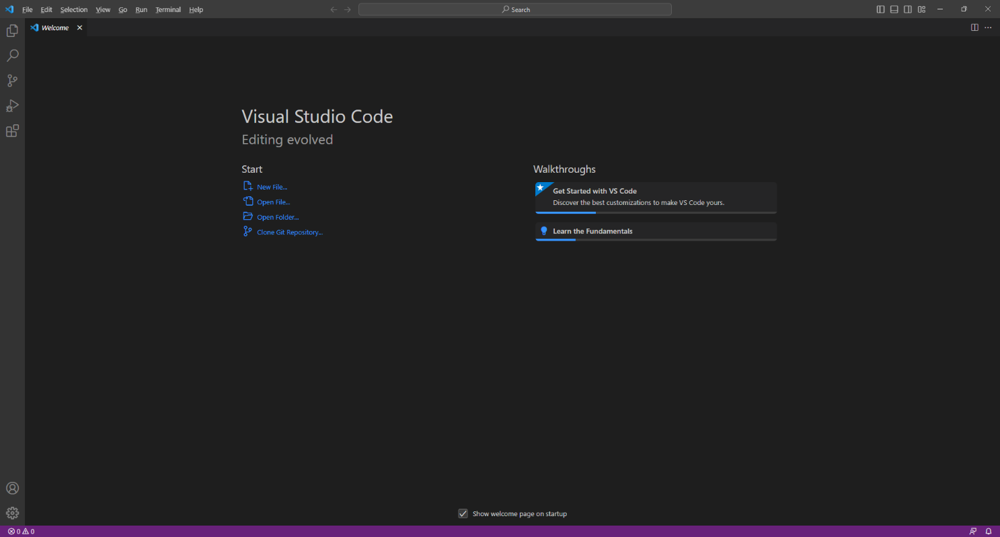 File Edit Selection View Go Run Terminal Help
Search
Welcome
Visual Studio Code
Editing evolved
Start
New File...
Open File...
Open Folder...
Clone Git Repository...
Walkthroughs
Get Started with VS Code
Discover the best customizations to make VS Code yours.
Learn the Fundamentals
Show welcome page on startup
0 0